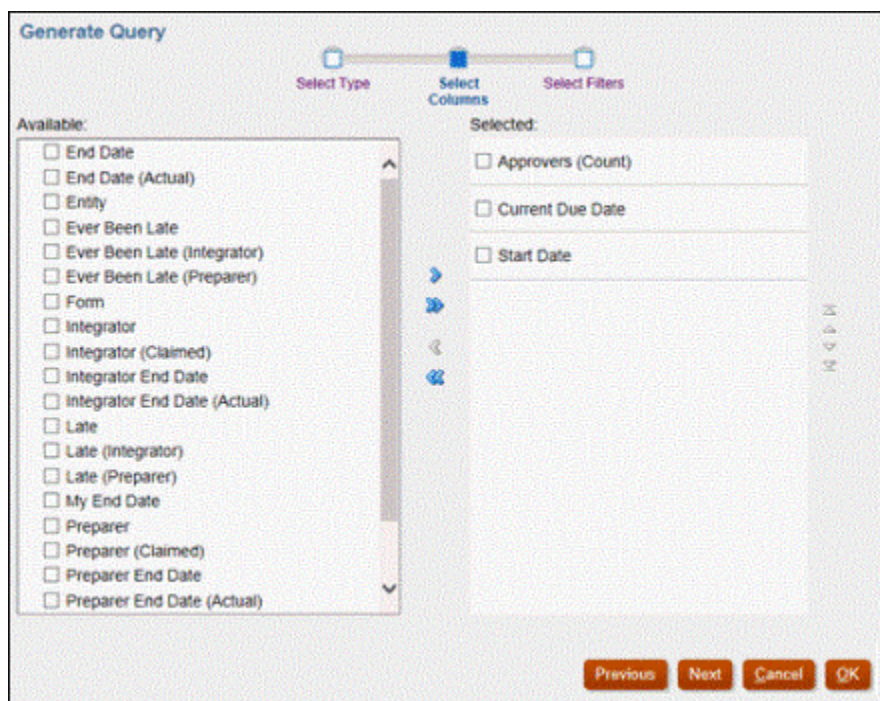 Generate Query
Select Type
Select
Columns
Select Filters
Available:
End Date
End Date (Actual)
Entity
Ever Been Late
Ever Been Late (Integrator)
Ever Been Late (Preparer)
Form
Integrator
Integrator (Claimed)
Integrator End Date
Integrator End Date (Actual)
Late
Late (Integrator)
Late (Preparer)
My End Date
Preparer
Preparer (Claimed)
Preparer End Date
Preparer End Date (Actual)
Selected:
Approvers (Count)
Current Due Date
Start Date
Previous
Next
Cancel
OK